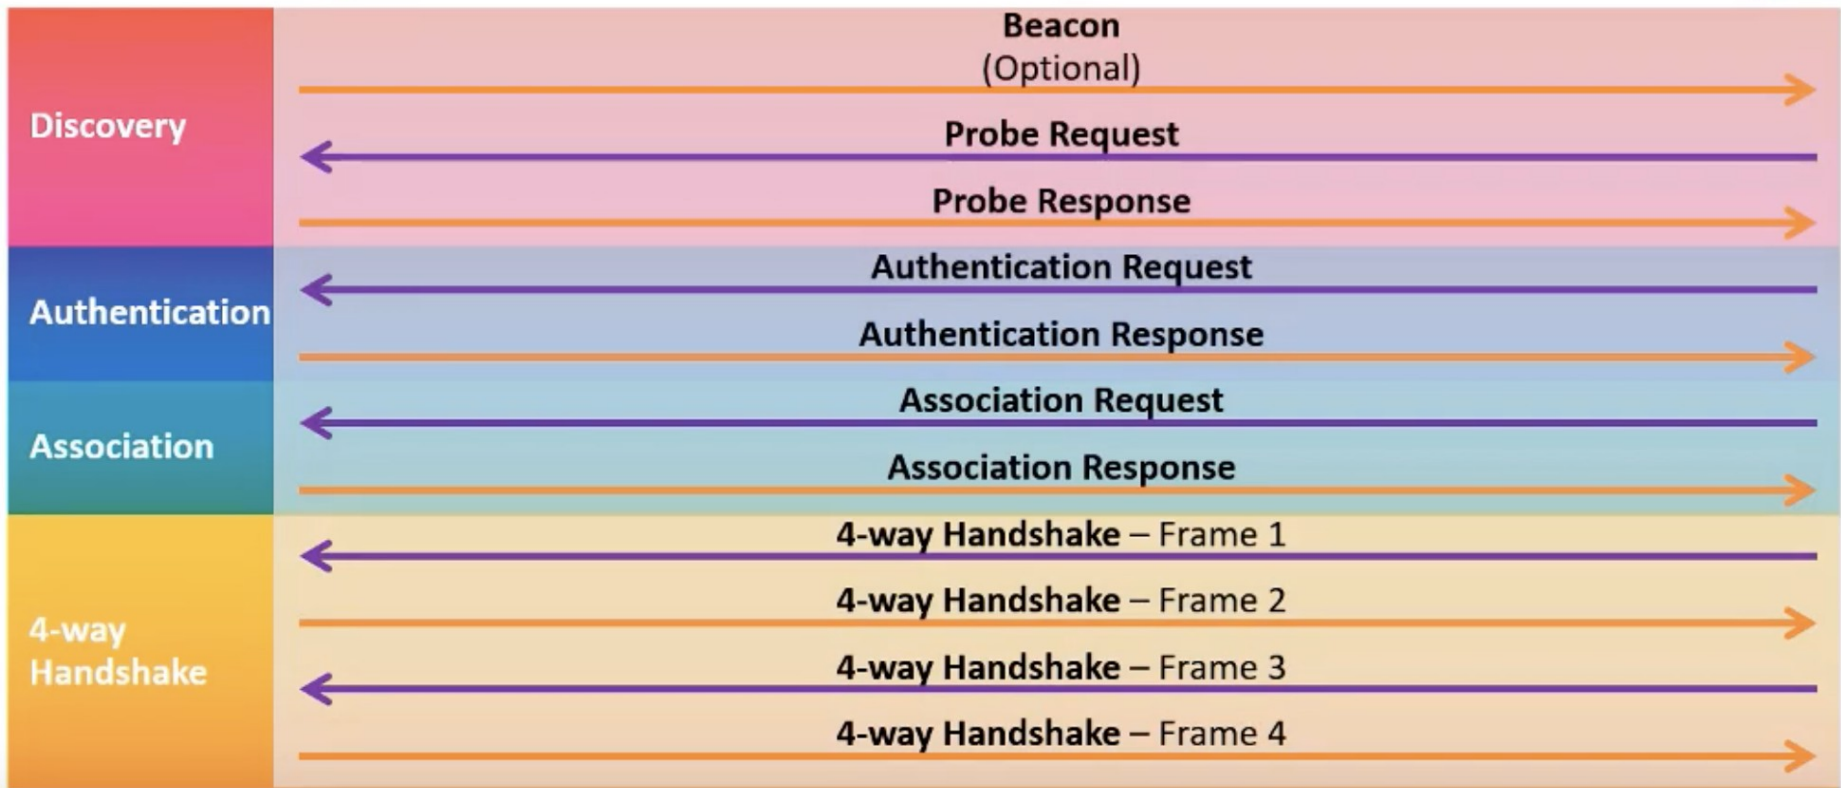 Discovery
Beacon
(Optional)
Probe Request
Probe Response
Authentication
Authentication Request
Authentication Response
Association
Association Request
Association Response
4-way
Handshake
4-way Handshake – Frame 1
4-way Handshake – Frame 2
4-way Handshake – Frame 3
4-way Handshake – Frame 4